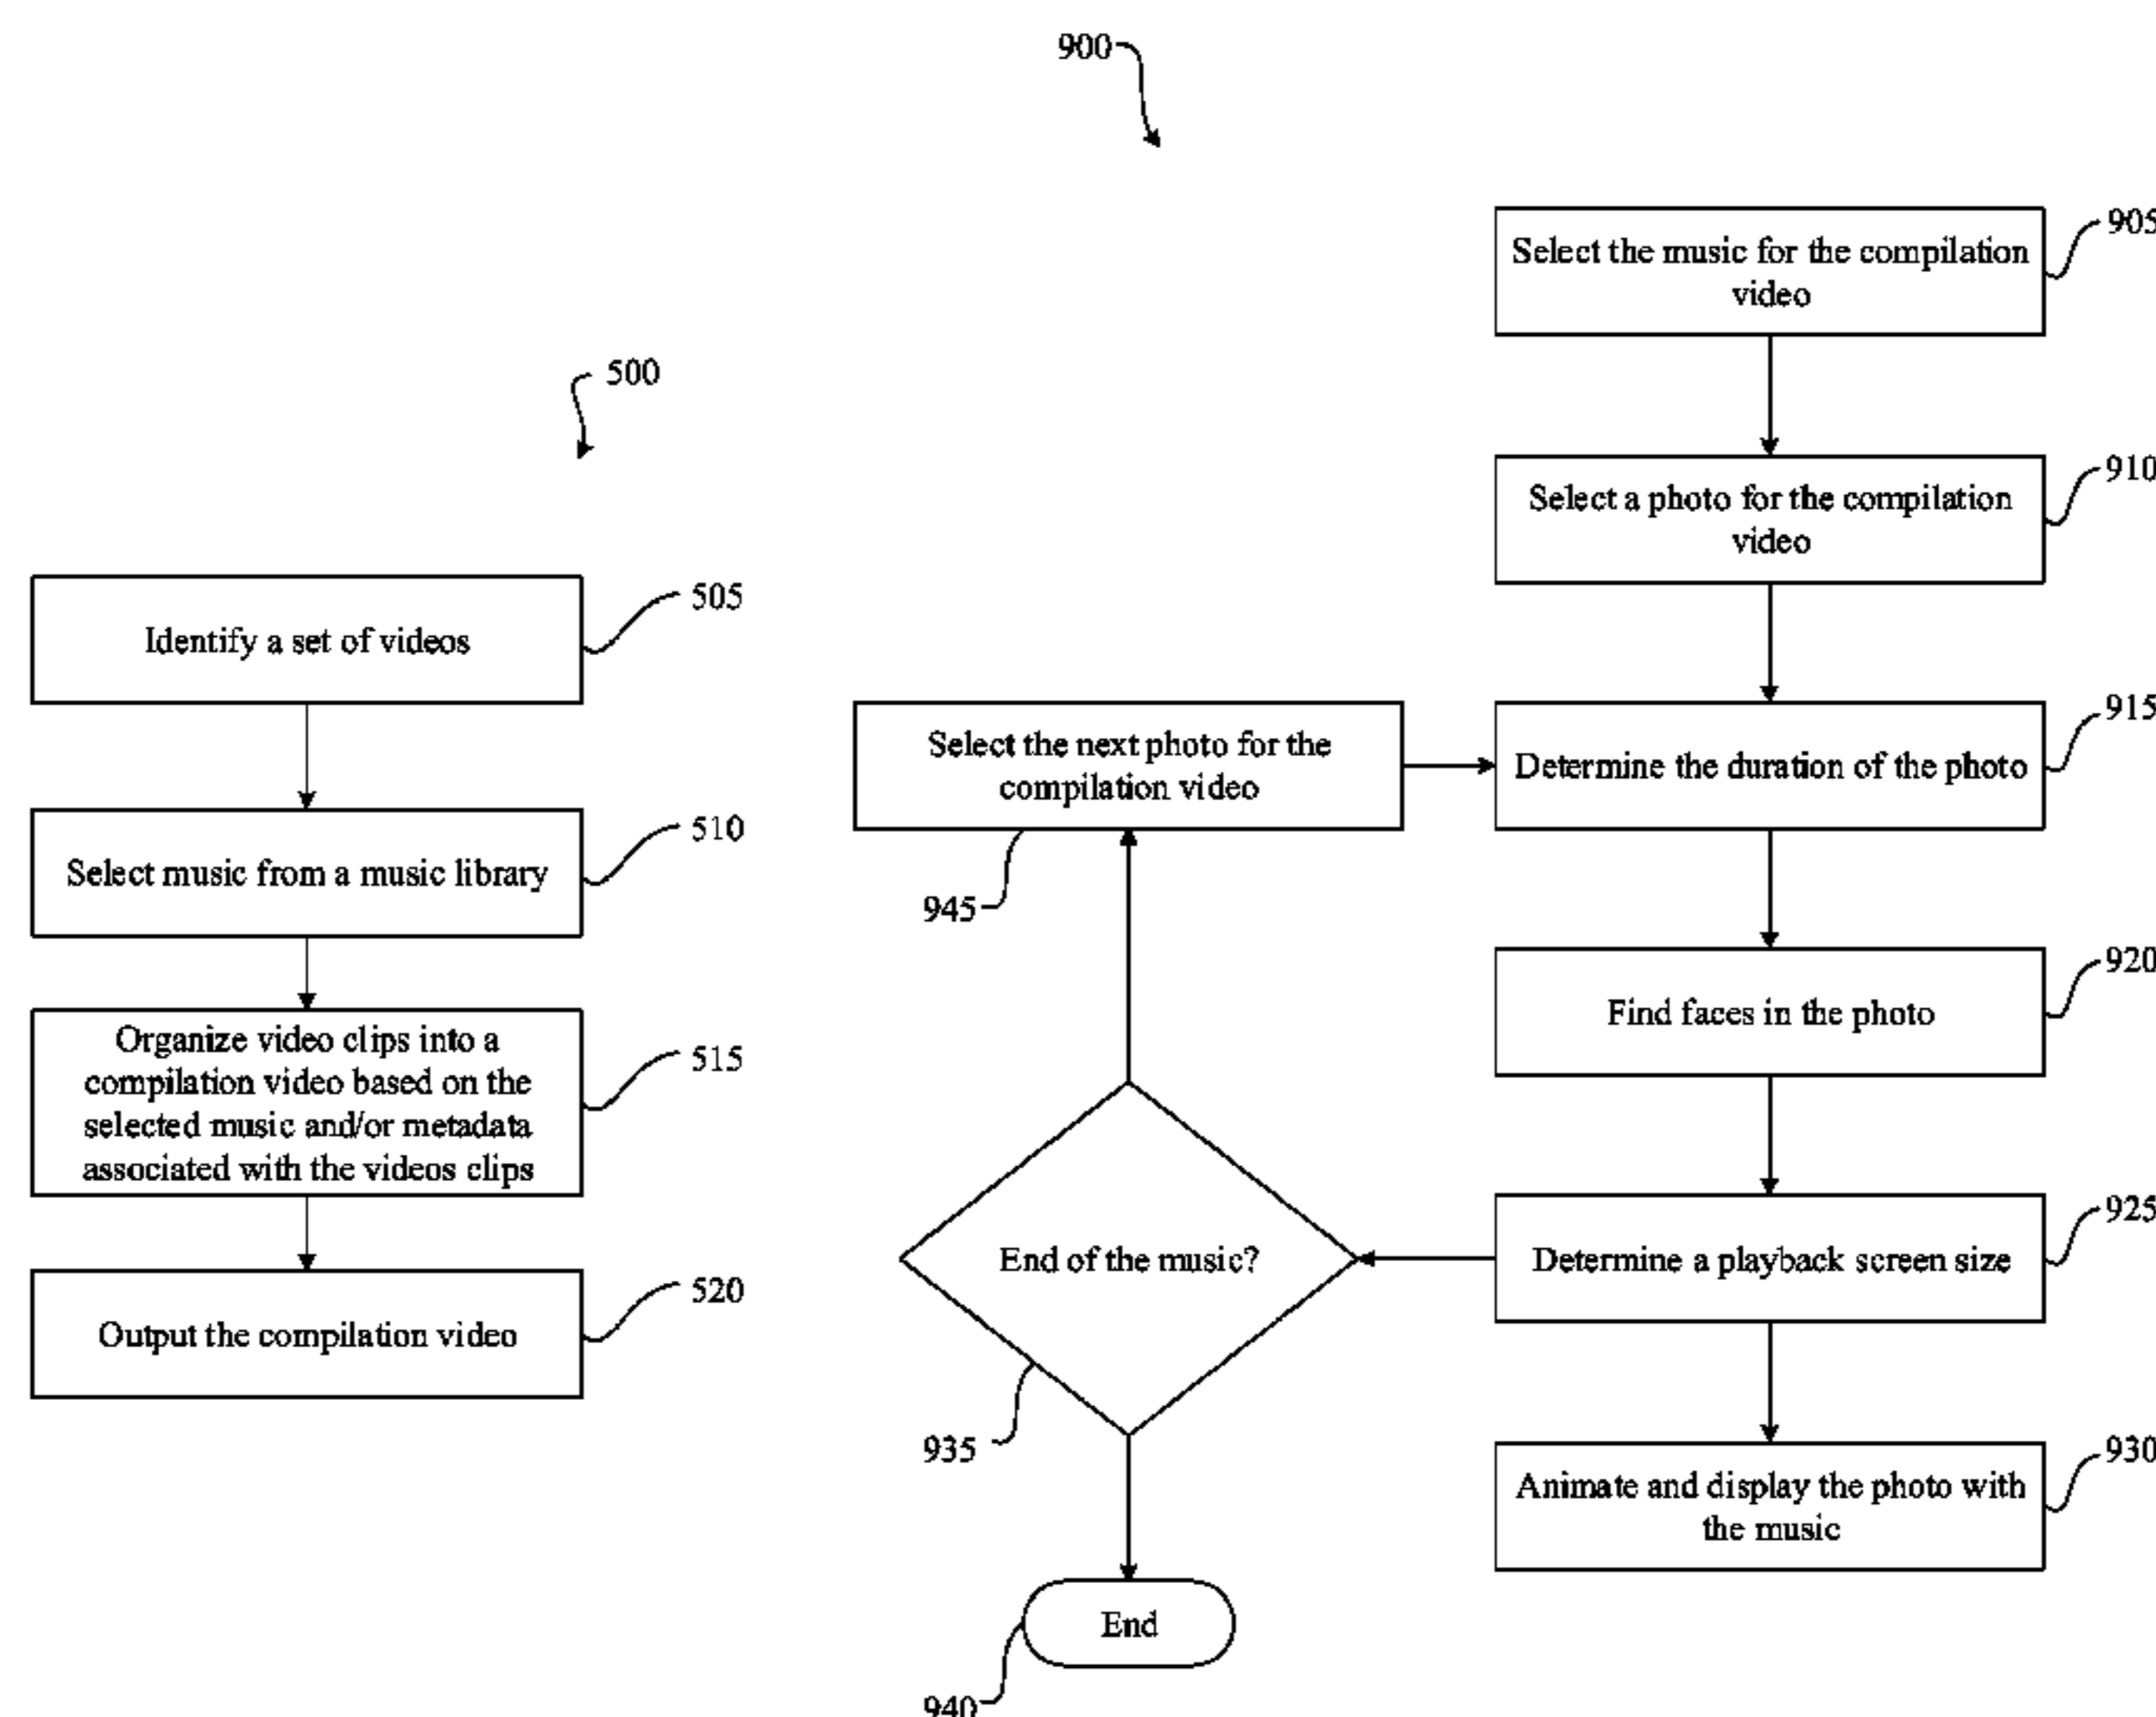 500
Identify a set of videos
505
Select music from a music library
510
Organize video clips into a
compilation video based on the
selected music and/or metadata
associated with the videos clips
515
Output the compilation video
520
900
Select the music for the compilation
video
905
Select a photo for the compilation
video
910
Determine the duration of the photo
915
Find faces in the photo
920
Determine a playback screen size
925
Animate and display the photo with
the music
930
End of the music?
935
End
940
Select the next photo for the
compilation video
945